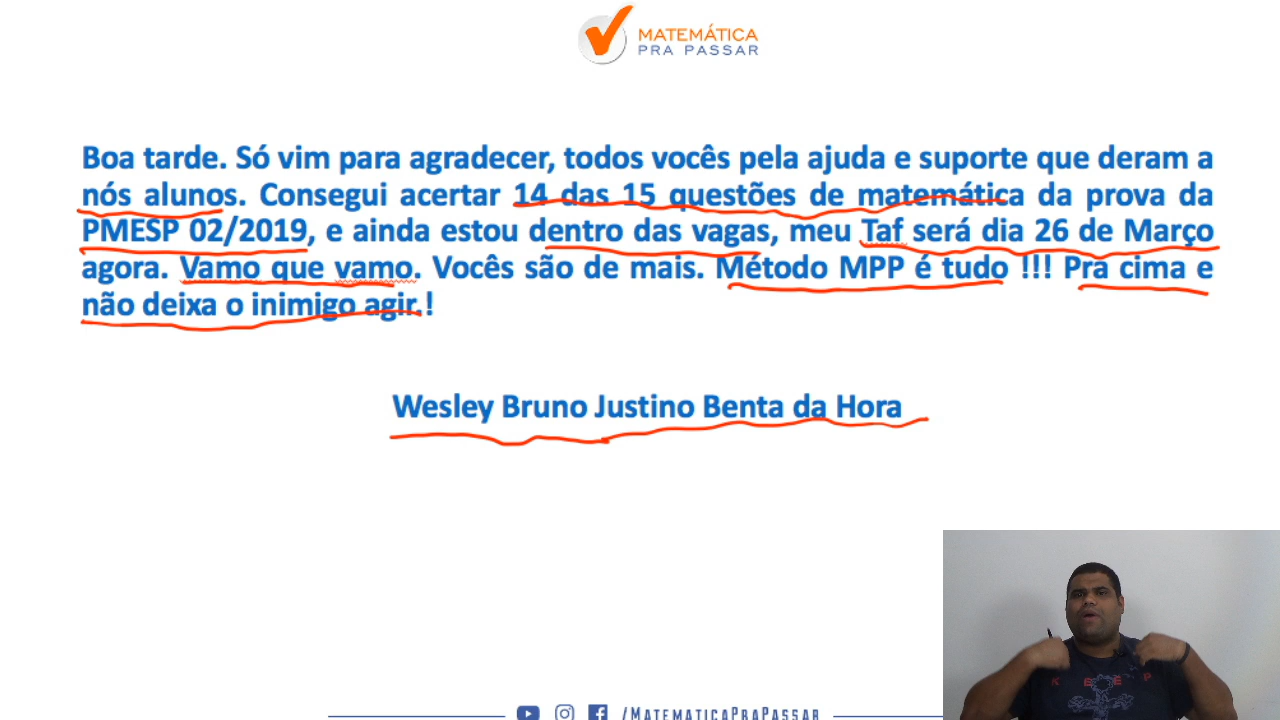 MATEMÁTICA
PRA PASSAR
Boa tarde. Só vim para agradecer, todos vocês pela ajuda e suporte que deram a
nós alunos. Consegui acertar 14 das 15 questões de matemática da prova da
PMESP 02/2019, e ainda estou dentro das vagas, meu Taf será dia 26 de Março
agora. Vamo que vamo. Vocês são de mais. Método MPP é tudo !!! Pra cima e
não deixa o inimigo agir.!
Wesley Bruno Justino Benta da Hora
K E E P
/MATEMATICAPRAPASSAR